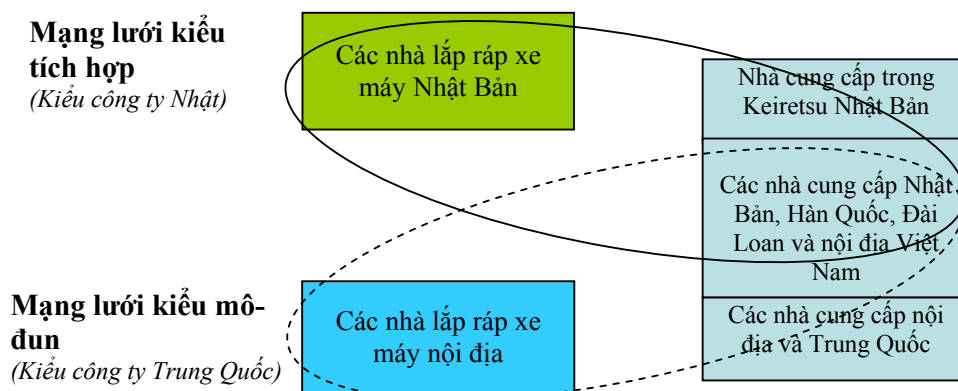 Mạng lưới kiểu
tích hợp
(Kiểu công ty Nhật)
Các nhà lắp ráp xe
máy Nhật Bản
Nhà cung cấp trong
Keiretsu Nhật Bản
Các nhà cung cấp Nhật
Bản, Hàn Quốc, Đài
Loan và nội địa Việt
Nam
Mạng lưới kiểu mô-
đun
(Kiểu công ty Trung Quốc)
Các nhà lắp ráp xe
máy nội địa
Các nhà cung cấp nội
địa và Trung Quốc